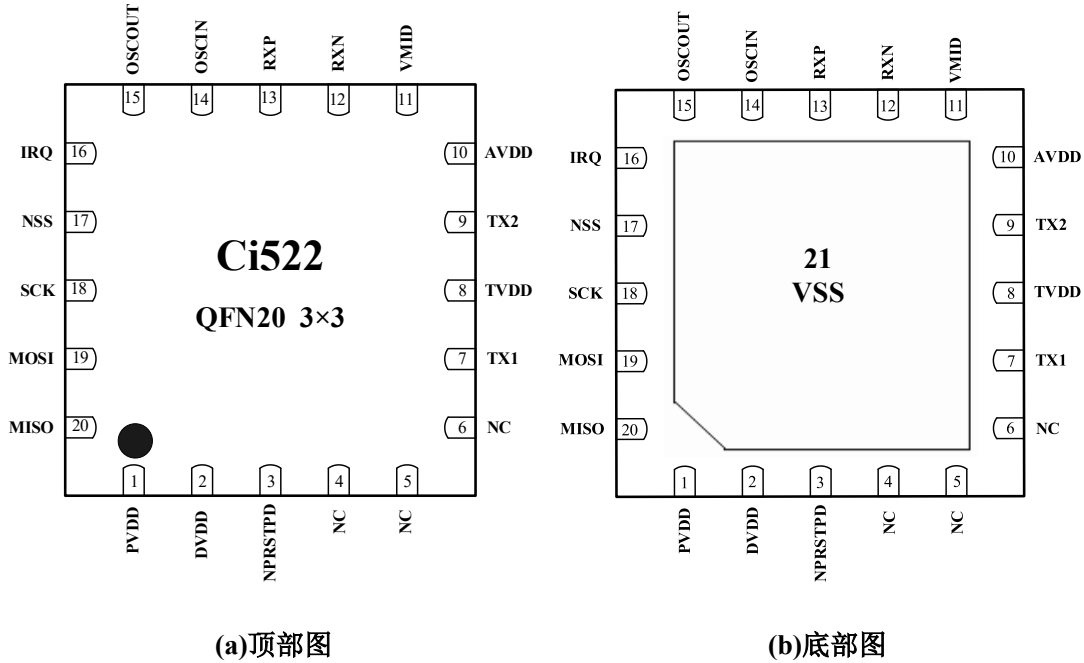 OSCOUT
OSCIN
RXP
RXN
VMID
15
14
13
12
11
IRQ 16
10 AVDD
NSS 17
9 TX2
Ci522
SCK 18
8 TVDD
QFN20 3×3
MOSI 19
7 TX1
MISO 20
6 NC
1
2
3
4
5
PVDD
DVDD
NPRSTPD
NC
NC
(a)顶部图
OSCOUT
OSCIN
RXP
RXN
VMID
15
14
13
12
11
IRQ 16
10 AVDD
NSS 17
9 TX2
21
VSS
SCK 18
8 TVDD
MOSI 19
7 TX1
MISO 20
6 NC
1
2
3
4
5
PVDD
DVDD
NPRSTPD
NC
NC
(b)底部图